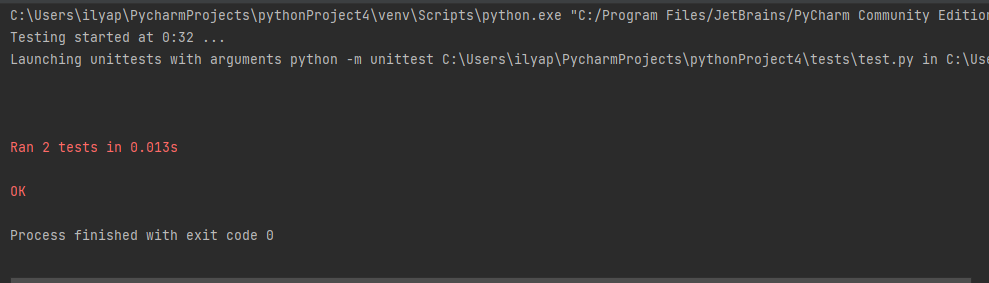 C:\Users\ilyap\PycharmProjects\pythonProject4\venv\Scripts\python.exe "C:/Program Files/JetBrains/PyCharm Community Edition
Testing started at 0:32 ...
Launching unittests with arguments python -m unittest C:\Users\ilyap\PycharmProjects\pythonProject4\tests\test.py in C:\Use
Ran 2 tests in 0.013s
OK
Process finished with exit code 0